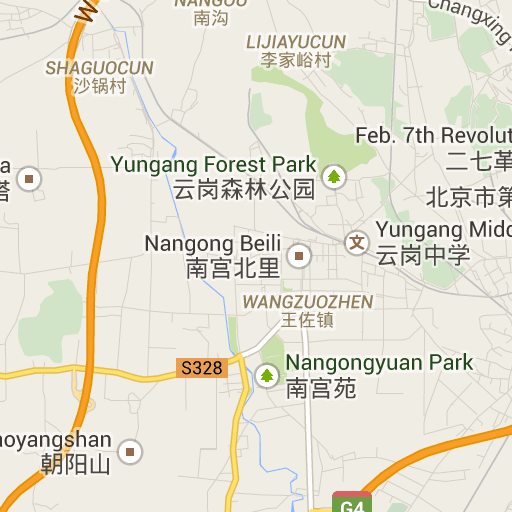 NANGOU
南沟
Changxing
LIJIAYUCUN
李家峪村
SHAGUOCUN
沙锅村
Feb. 7th Revolut
二七革
Yungang Forest Park
云岗森林公园
a
塔
北京市第
Yungang Midd
云岗中学
Nangong Beili
南宫北里
WANGZUOZHEN
王佐镇
S328
Nangongyuan Park
南宫苑
aoyangshan
朝阳山
G4